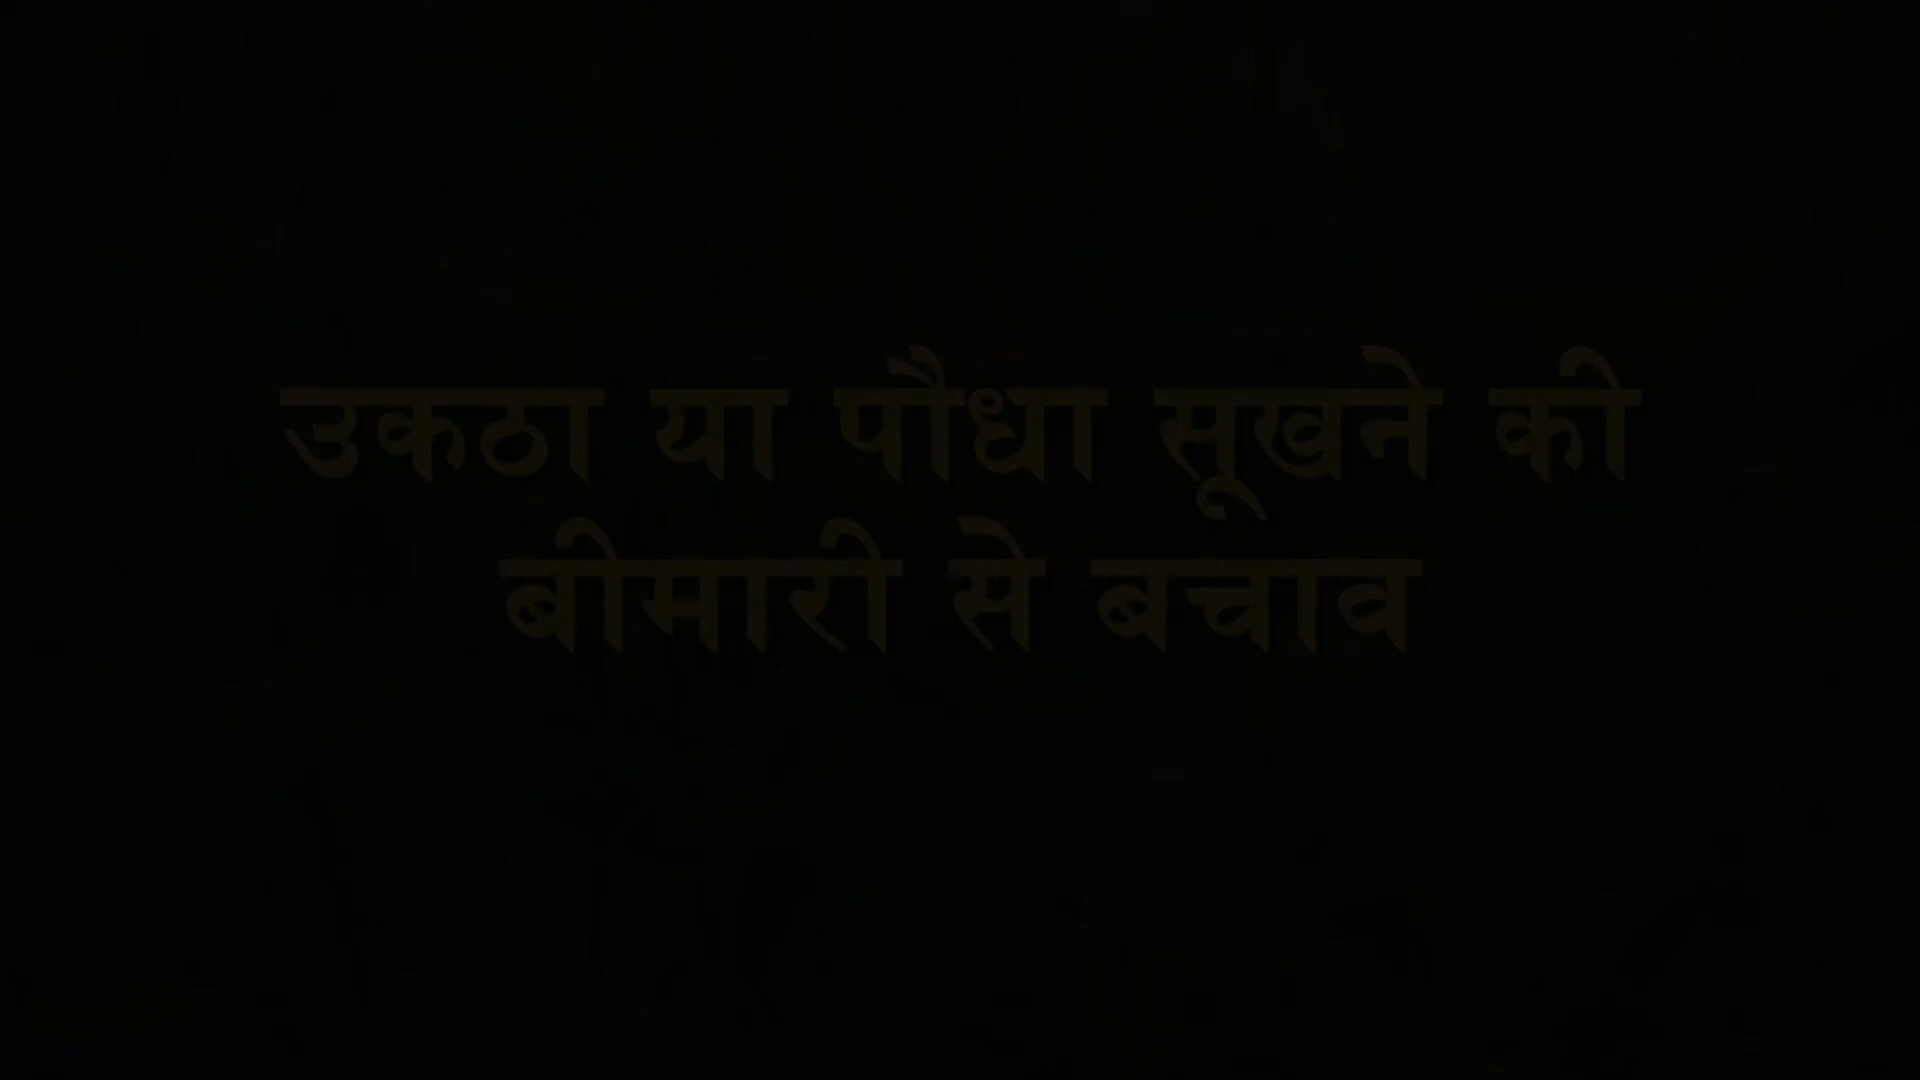 उकठा या पौधा सूखने की
बीमारी से बचाव